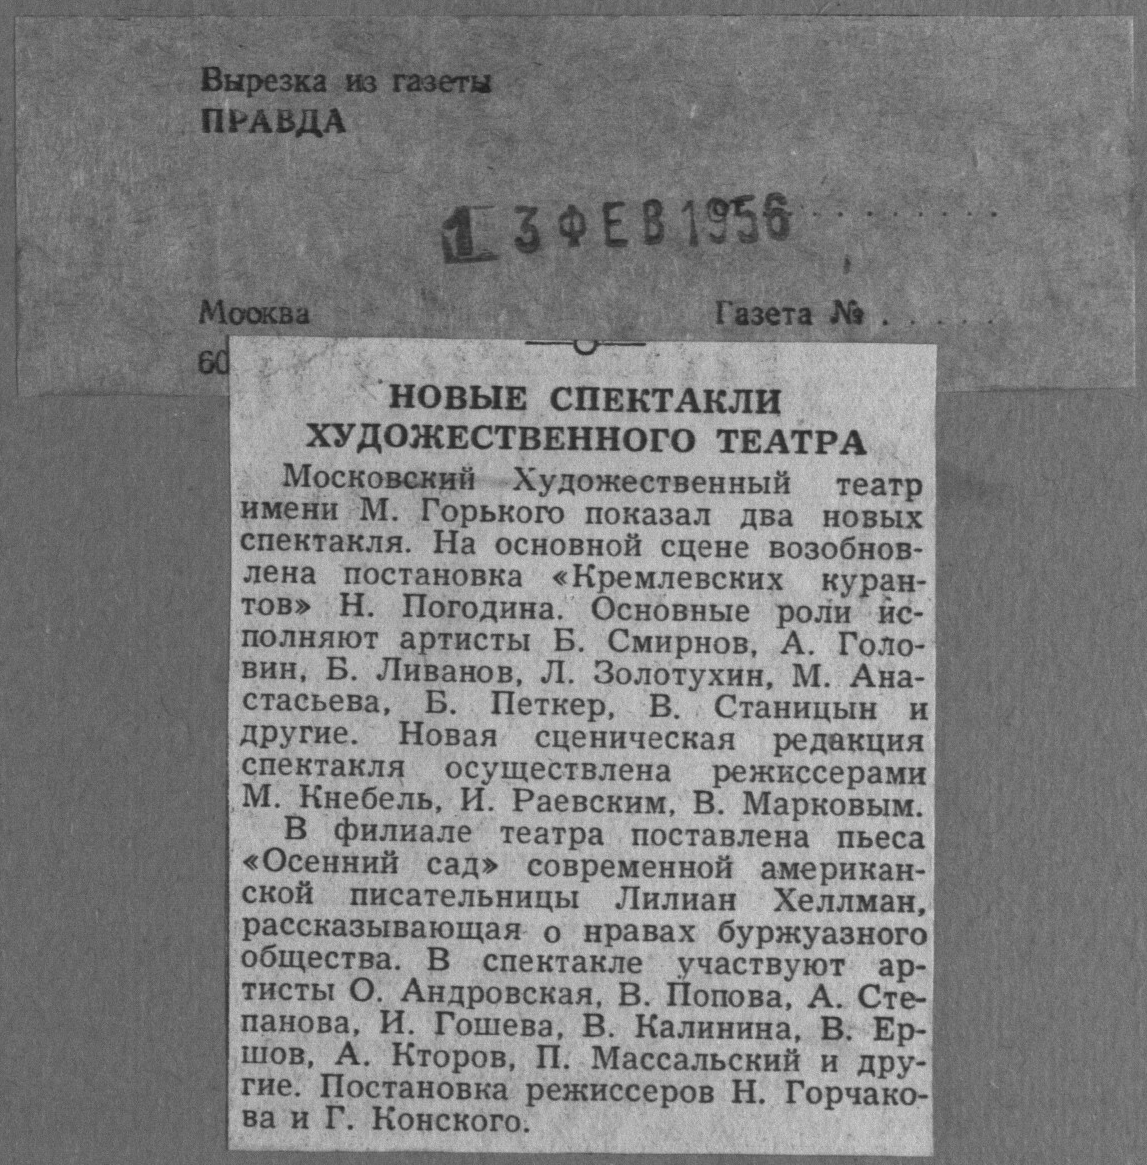 Вырезка из газеты
ПРАВДА
13 ФЕВ 1956
Москва Газета № . . . . .
60
НОВЫЕ СПЕКТАКЛИ
ХУДОЖЕСТВЕННОГО ТЕАТРА
Московский Художественный театр
имени М. Горького показал два новых
спектакля. На основной сцене возобнов-
лена постановка «Кремлевских куран-
тов» Н. Погодина. Основные роли ис-
полняют артисты Б. Смирнов, А. Голо-
вин, Б. Ливанов, Л. Золотухин, М. Ана-
стасьева, Б. Петкер, В. Станицын и
другие. Новая сценическая редакция
спектакля осуществлена режиссерами
М. Кнебель, И. Раевским, В. Марковым.
В филиале театра поставлена пьеса
«Осенний сад» современной американ-
ской писательницы Лилиан Хеллман,
рассказывающая о нравах буржуазного
общества. В спектакле участвуют ар-
тисты О. Андровская, В. Попова, А. Сте-
панова, И. Гошева, В. Калинина, В. Ер-
шов, А. Кторов, П. Массальский и дру-
гие. Постановка режиссеров Н. Горчако-
ва и Г. Конского.